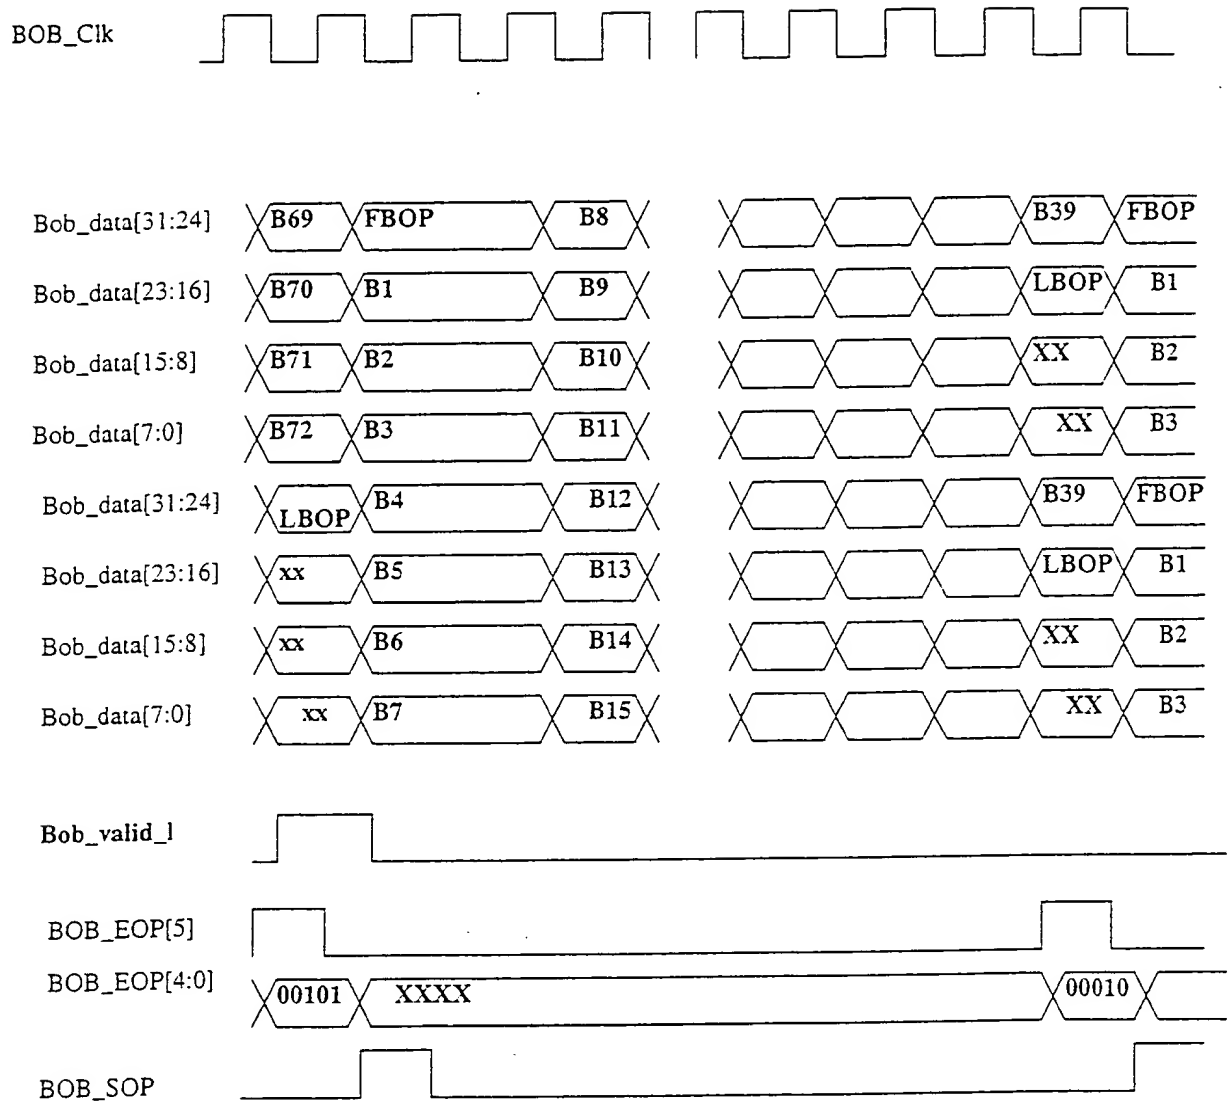 BOB_Clk
Bob_data[31:24] B69 FBOP B8 B39 FBOP
Bob_data[23:16] B70 B1 B9 LBOP B1
Bob_data[15:8] B71 B2 B10 XX B2
Bob_data[7:0] B72 B3 B11 XX B3
Bob_data[31:24] LBOP B4 B12 B39 FBOP
Bob_data[23:16] xx B5 B13 LBOP B1
Bob_data[15:8] xx B6 B14 XX B2
Bob_data[7:0] xx B7 B15 XX B3
Bob_valid_l
BOB_EOP[5]
BOB_EOP[4:0] 00101 XXXX 00010
BOB_SOP